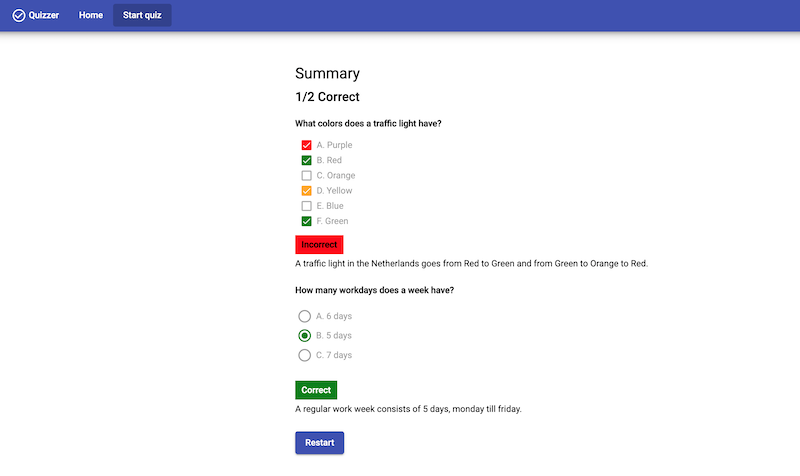 Quizzer Home Start quiz
Summary
1/2 Correct
What colors does a traffic light have?
A. Purple
B. Red
C. Orange
D. Yellow
E. Blue
F. Green
Incorrect
A traffic light in the Netherlands goes from Red to Green and from Green to Orange to Red.
How many workdays does a week have?
A. 6 days
B. 5 days
C. 7 days
Correct
A regular work week consists of 5 days, monday till friday.
Restart